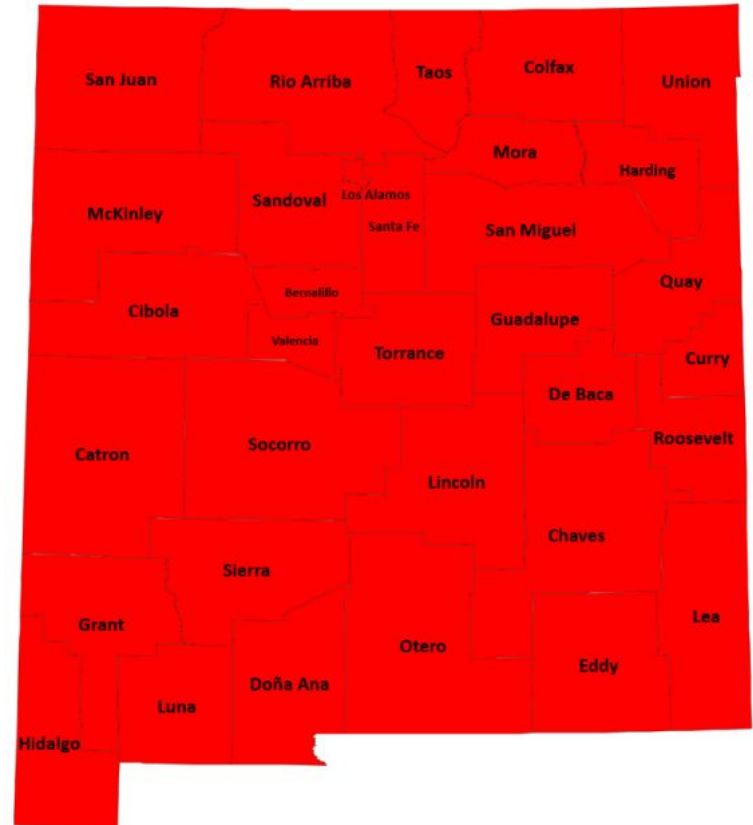 San Juan
Rio Arriba
Taos
Colfax
Union
Mora
Harding
Los Alamos
Sandoval
McKinley
Santa Fe
San Miguel
Quay
Bernalillo
Cibola
Guadalupe
Valencia
Torrance
Curry
De Baca
Roosevelt
Socorro
Catron
Lincoln
Chaves
Sierra
Lea
Grant
Otero
Eddy
Doña Ana
Luna
Hidalgo